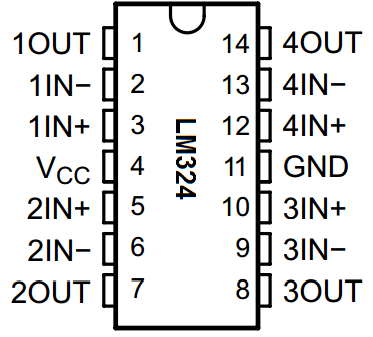 1OUT 1 14 4OUT
1IN− 2 13 4IN−
1IN+ 3 12 4IN+
VCC 4 11 GND
2IN+ 5 10 3IN+
2IN− 6 9 3IN−
2OUT 7 8 3OUT
LM324